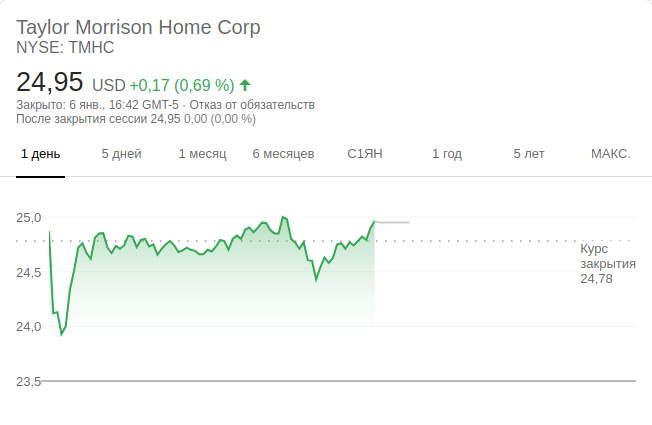 Taylor Morrison Home Corp
NYSE: TMHC
24,95 USD +0,17 (0,69 %)
Закрыто: 6 янв., 16:42 GMT-5 · Отказ от обязательств
После закрытия сессии 24,95 0,00 (0,00 %)
1 день 5 дней 1 месяц 6 месяцев С1ЯН 1 год 5 лет МАКС.
25,0
Курс
закрытия
24,78
24,5
24,0
23,5